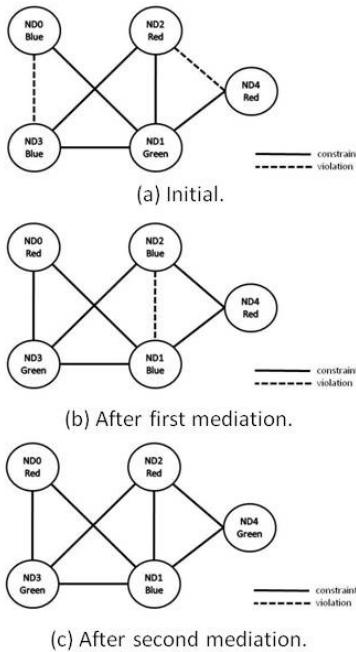 ND0
Blue
ND2
Red
ND4
Red
ND3
Blue
ND1
Green
constrain
violation
(a) Initial.
ND0
Red
ND2
Blue
ND4
Red
ND3
Green
ND1
Blue
constrain
violation
(b) After first mediation.
ND0
Red
ND2
Red
ND4
Green
ND3
Green
ND1
Blue
constrain
violation
(c) After second mediation.